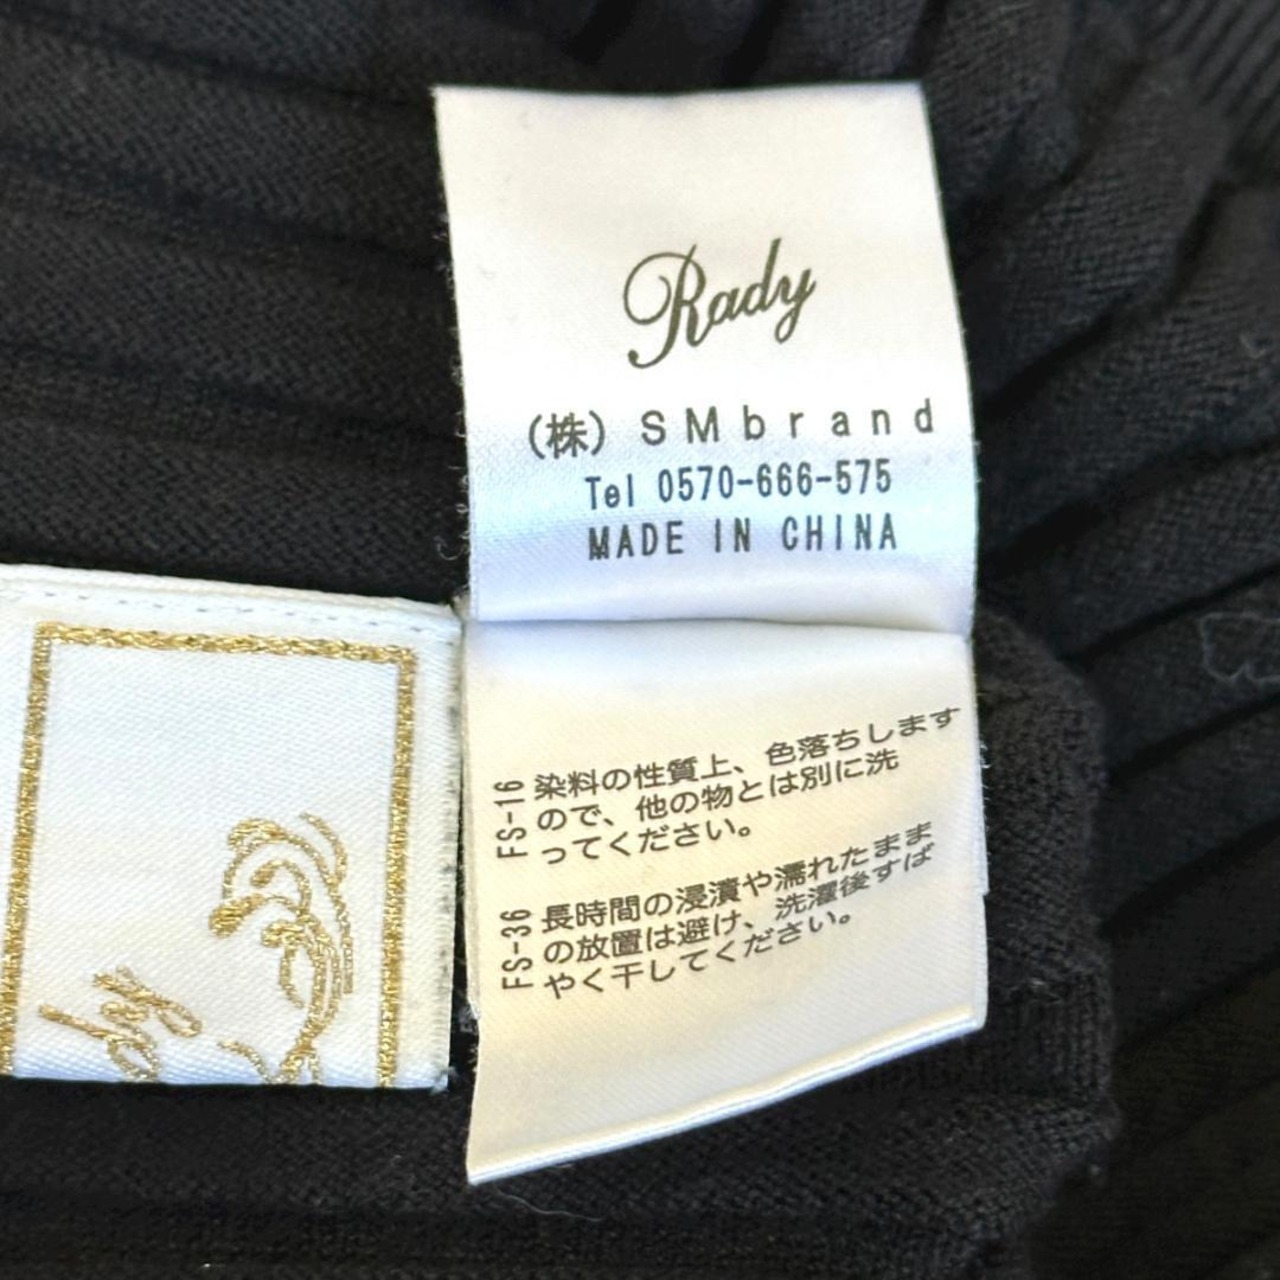 Rady
(株) SMbrand
Tel 0570-666-575
MADE IN CHINA
FS-16 染料の性質上、色落ちします
ので、他の物とは別に洗
ってください。
FS-36 長時間の浸漬や濡れたまま
の放置は避け、洗濯後すば
やく干してください。